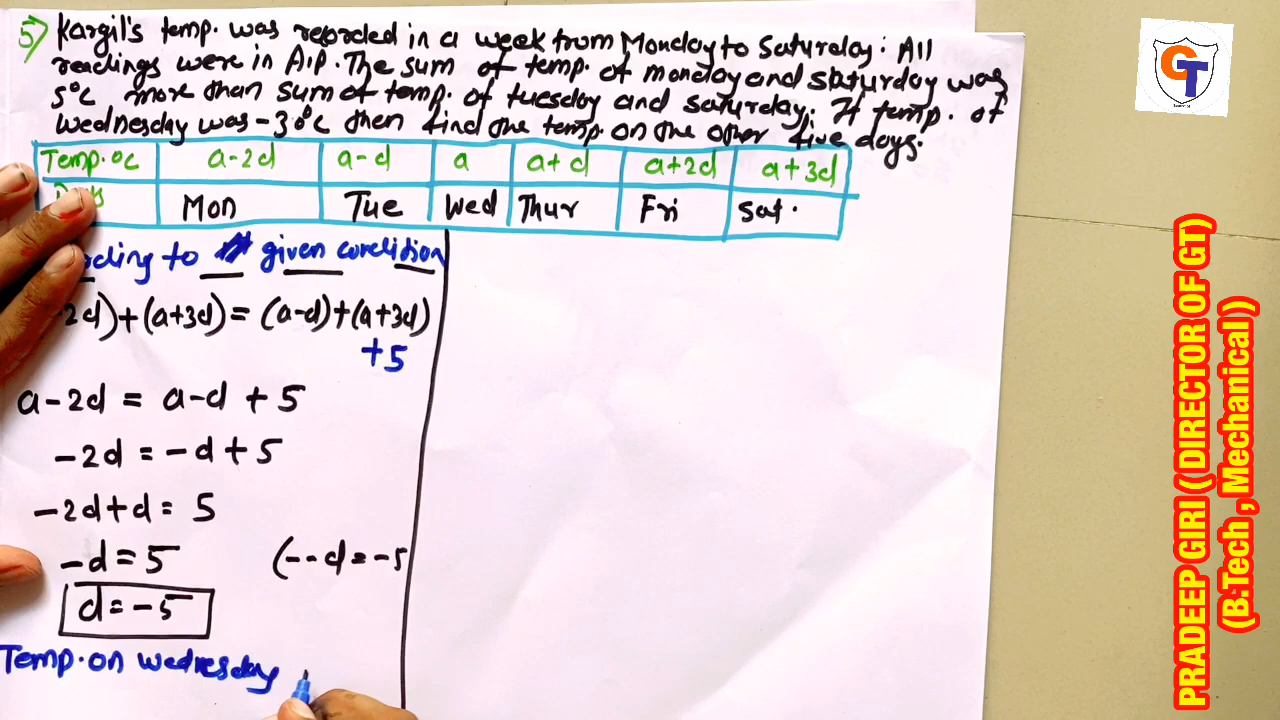 5) Kargil's temp. was recorded in a week from Monday to Saturday. All
readings were in A.P. The sum of temp. of monday and saturday was
5°C more than sum of temp. of tuesday and saturday. If temp. of
wednesday was -30°C then find the temp. on the other five days.
Temp.°C a-2d a-d a a+d a+2d a+3d
Mon Tue Wed Thur Fri Sat.
ding to given condition
2d)+(a+3d)=(a-d)+(a+3d)
+5
a-2d = a-d+5
-2d=-d+5
-2d+d=5
-d=5 (--d=-5
d=-5
Temp.on wednesday
GT
PRADEEP GIRI ( DIRECTOR OF GT)
(B.Tech , Mechanical )